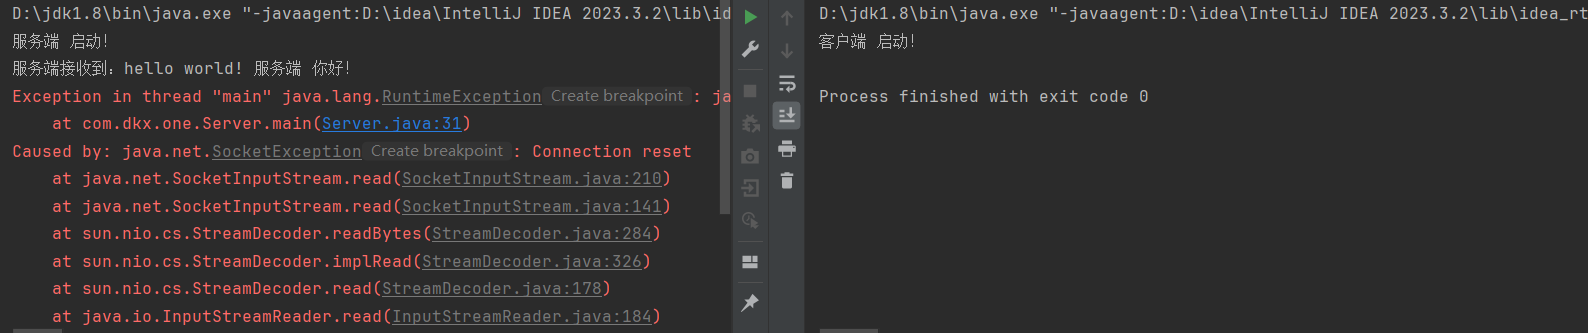 D:\jdk1.8\bin\java.exe "-javaagent:D:\idea\IntelliJ IDEA 2023.3.2\lib\id
服务端 启动!
服务端接收到：hello world! 服务端 你好!
Exception in thread "main" java.lang.RuntimeException Create breakpoint : ja
at com.dkx.one.Server.main(Server.java:31)
Caused by: java.net.SocketException Create breakpoint : Connection reset
at java.net.SocketInputStream.read(SocketInputStream.java:210)
at java.net.SocketInputStream.read(SocketInputStream.java:141)
at sun.nio.cs.StreamDecoder.readBytes(StreamDecoder.java:284)
at sun.nio.cs.StreamDecoder.implRead(StreamDecoder.java:326)
at sun.nio.cs.StreamDecoder.read(StreamDecoder.java:178)
at java.io.InputStreamReader.read(InputStreamReader.java:184)
D:\jdk1.8\bin\java.exe "-javaagent:D:\idea\IntelliJ IDEA 2023.3.2\lib\idea_rt
客户端 启动!
Process finished with exit code 0